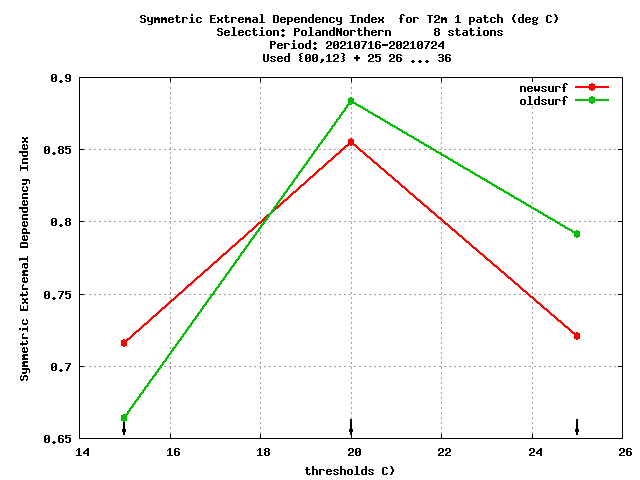 Symmetric Extremal Dependency Index  for T2m 1 patch (deg C)
Selection: PolandNorthern      8 stations
Period: 20210716-20210724
Used {00,12} + 25 26 ... 36
newsurf
oldsurf
Symmetric Extremal Dependency Index
0.9
0.85
0.8
0.75
0.7
0.65
14 16 18 20 22 24 26
thresholds C)